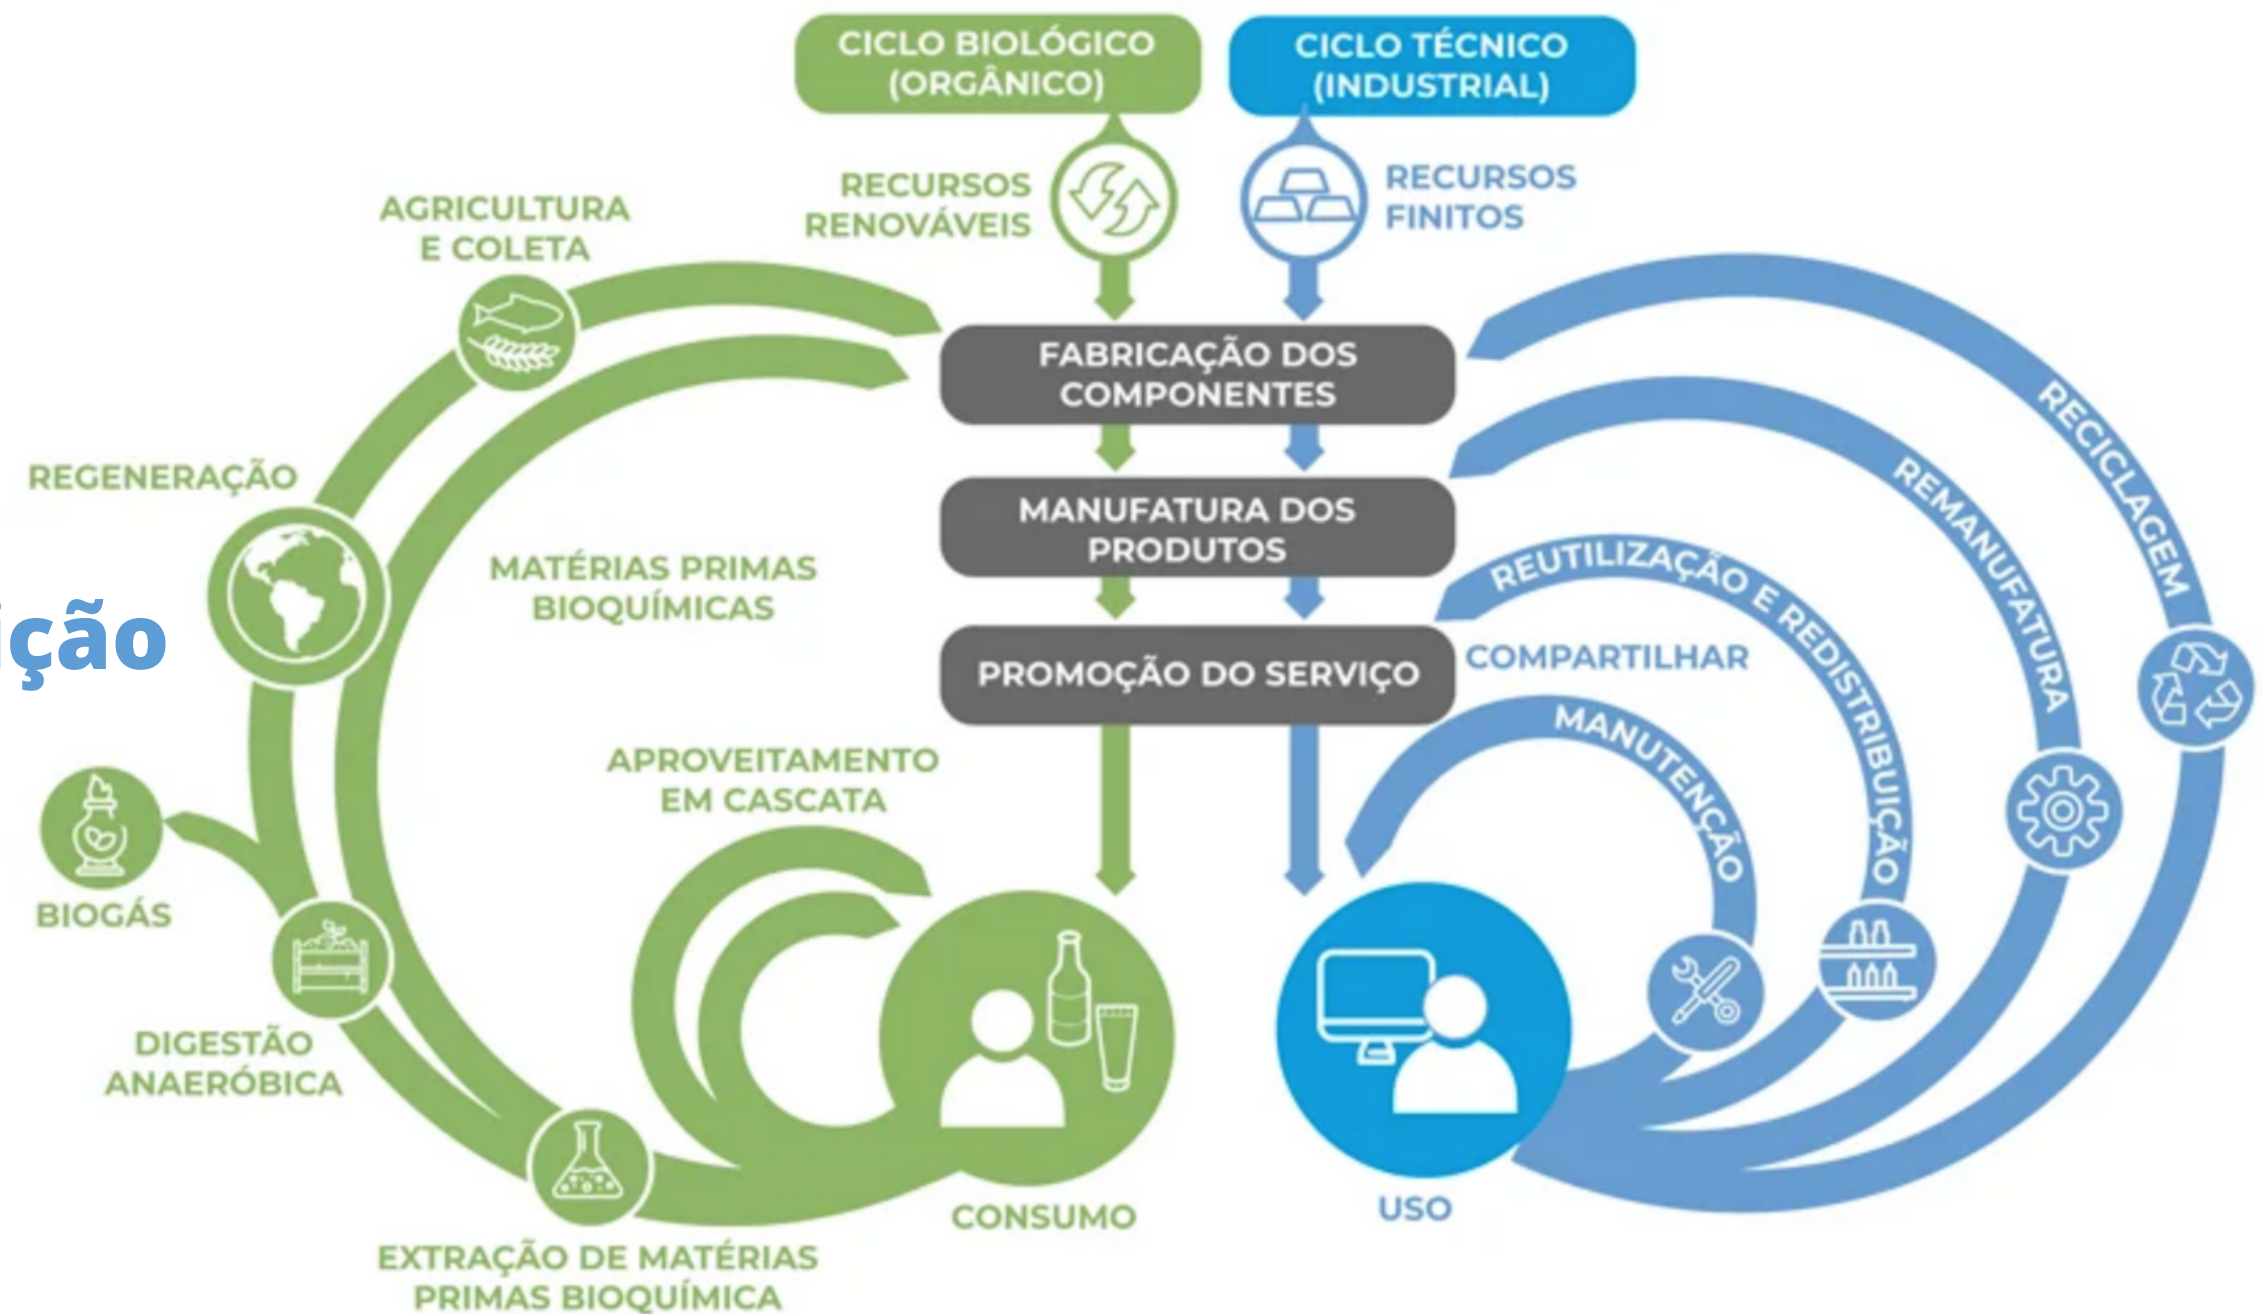 CICLO BIOLÓGICO
(ORGÂNICO)
CICLO TÉCNICO
(INDUSTRIAL)
RECURSOS
RENOVÁVEIS
RECURSOS
FINITOS
AGRICULTURA
E COLETA
FABRICAÇÃO DOS
COMPONENTES
RECICLAGEM
REGENERAÇÃO
MANUFATURA DOS
PRODUTOS
REMANUFATURA
MATÉRIAS PRIMAS
BIOQUÍMICAS
REUTILIZAÇÃO E REDISTRIBUIÇÃO
ição
PROMOÇÃO DO SERVIÇO
COMPARTILHAR
MANUTENÇÃO
APROVEITAMENTO
EM CASCATA
BIOGÁS
DIGESTÃO
ANAERÓBICA
CONSUMO
USO
EXTRAÇÃO DE MATÉRIAS
PRIMAS BIOQUÍMICA